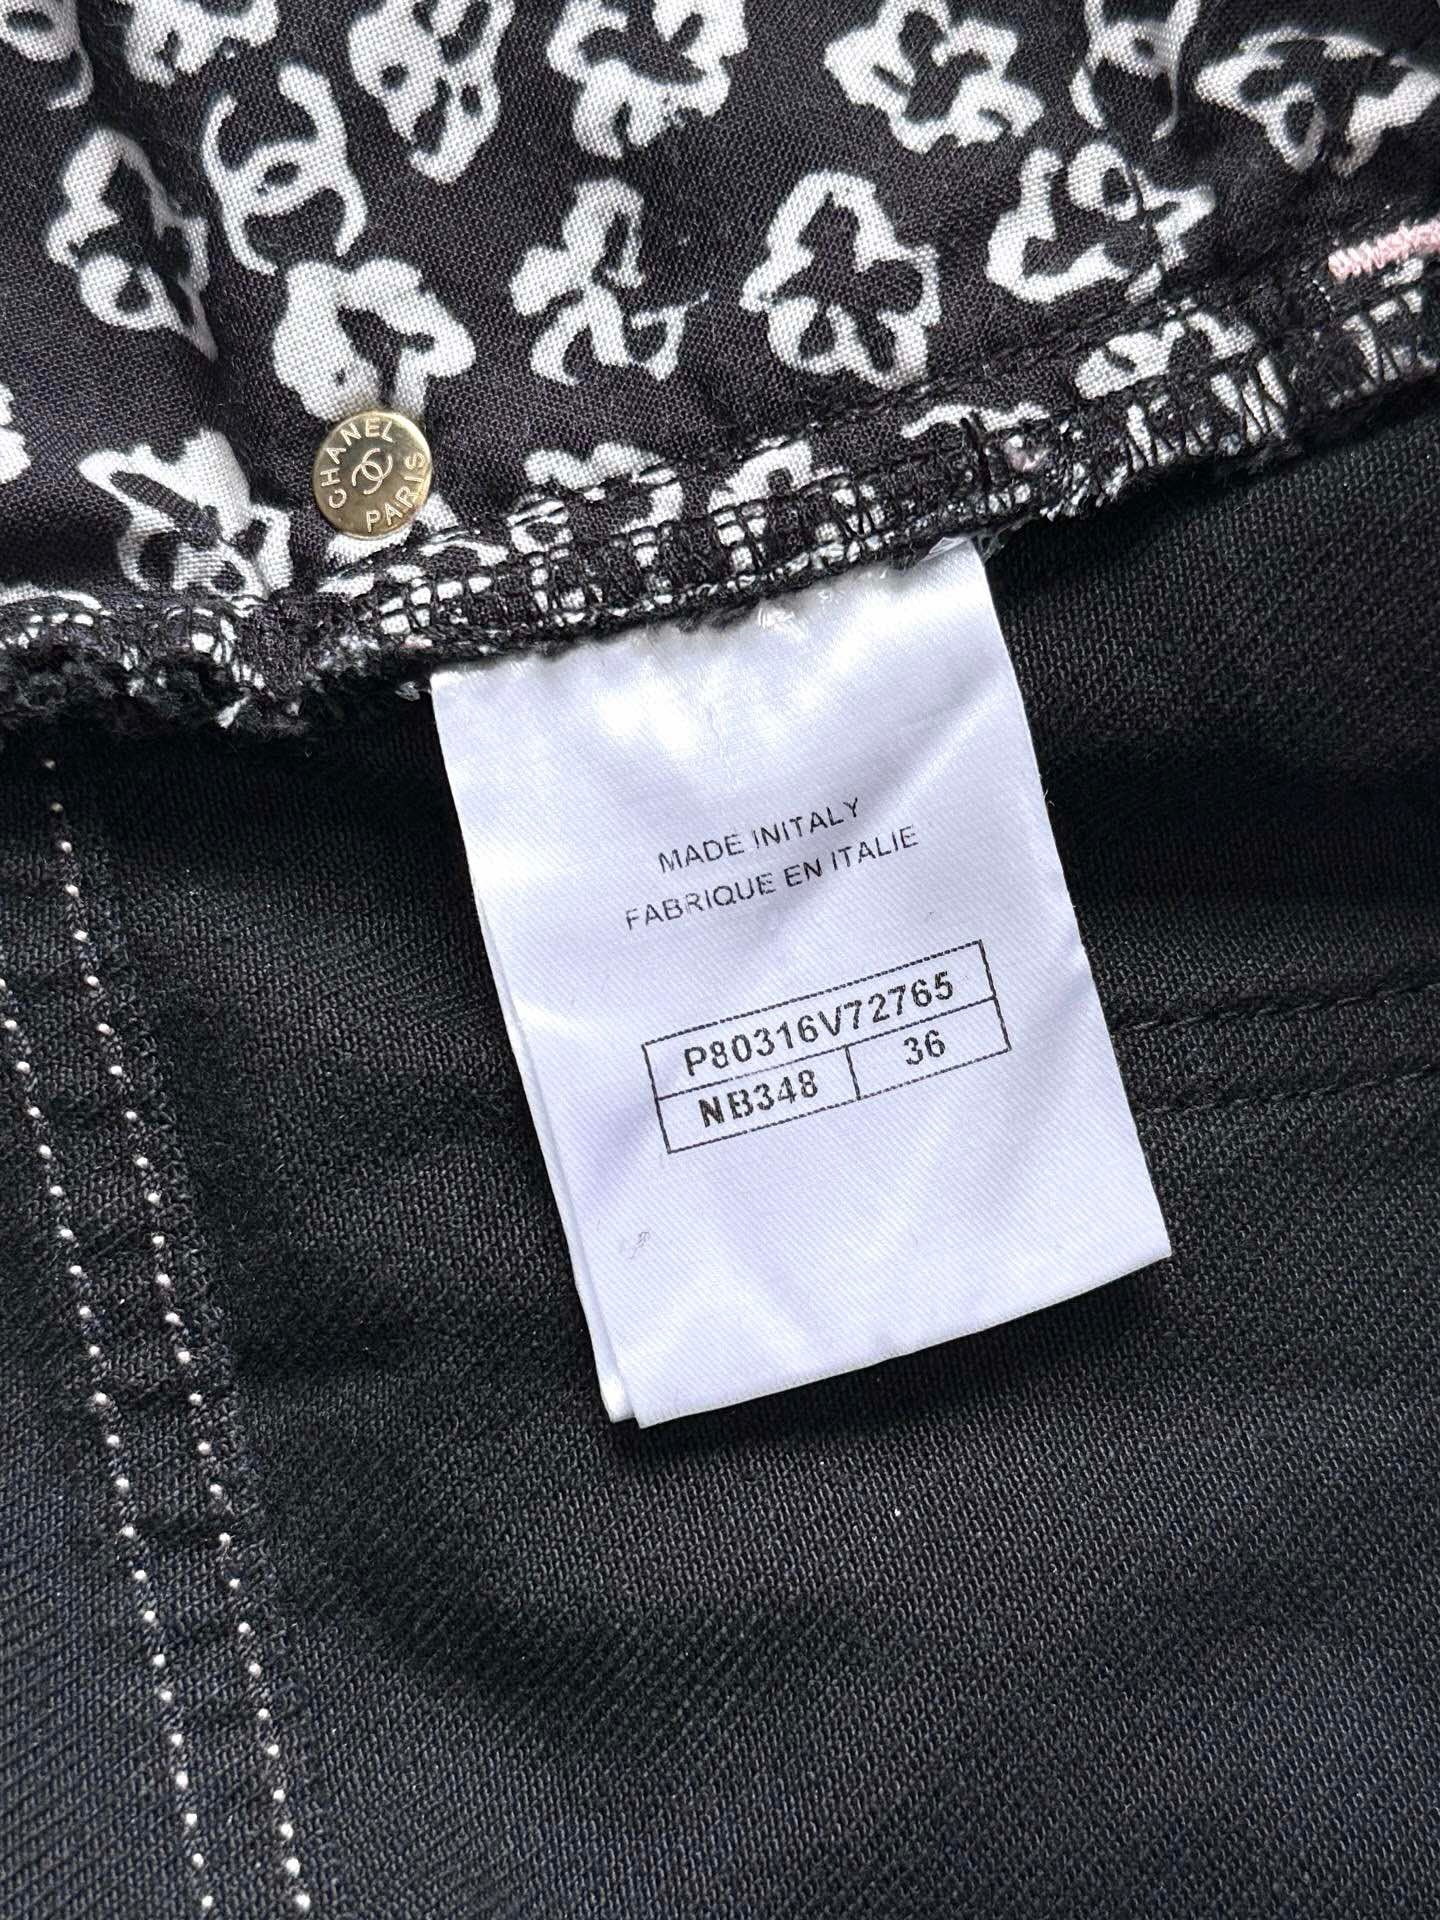 CHANEL
PARIS
MADE INITALY
FABRIQUE EN ITALIE
P80316V72765
NB348 36